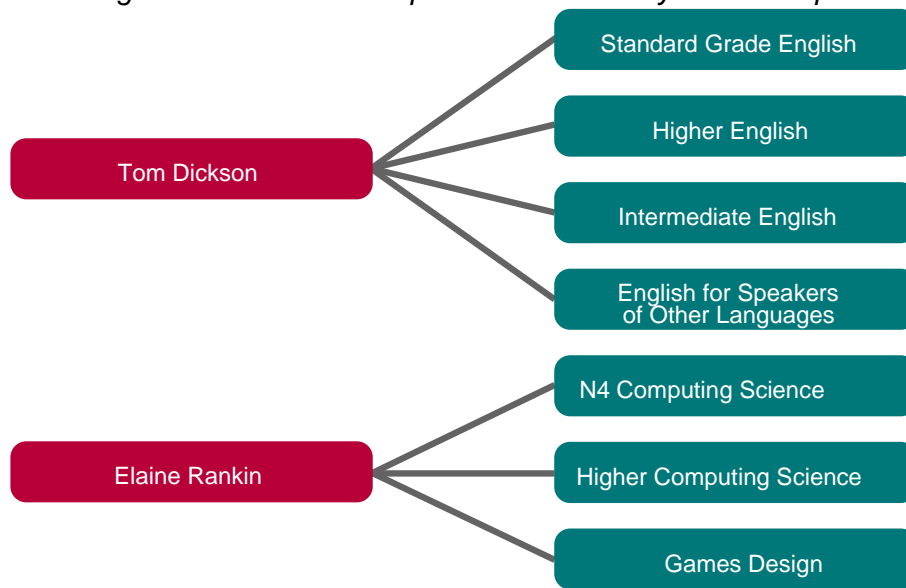 Standard Grade English
Higher English
Tom Dickson
Intermediate English
English for Speakers
of Other Languages
N4 Computing Science
Elaine Rankin
Higher Computing Science
Games Design